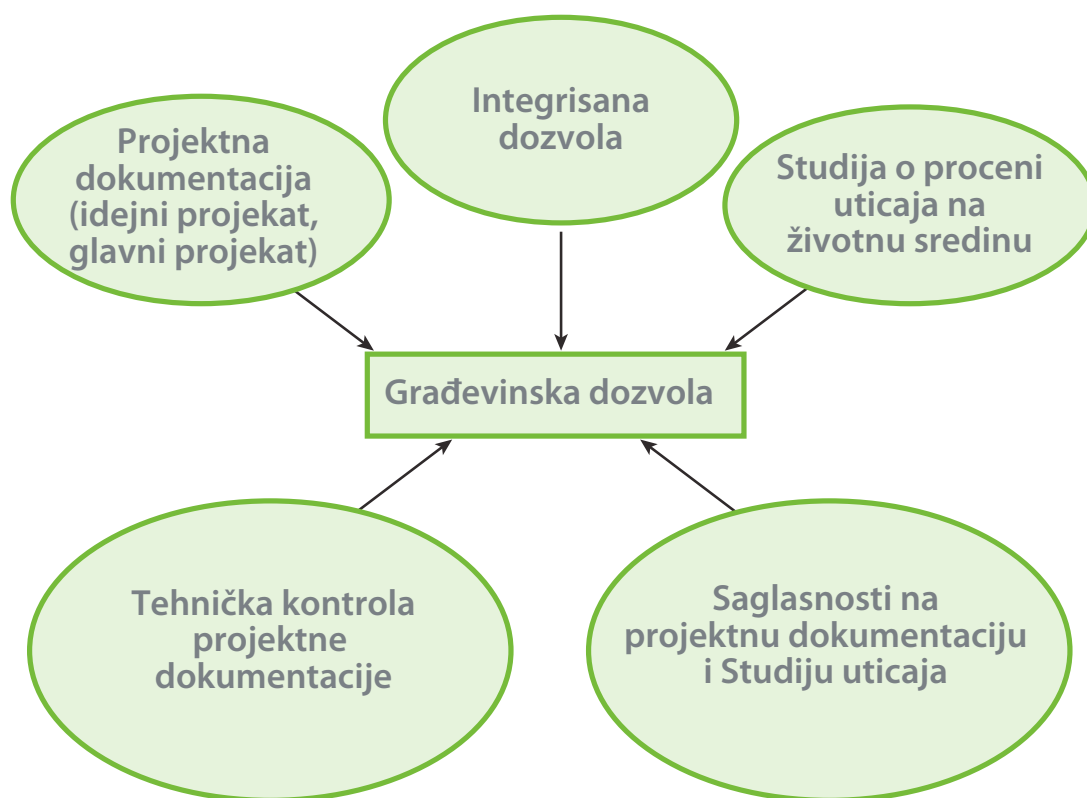 Projektna
dokumentacija
(idejni projekat,
glavni projekat)
Integrisana
dozvola
Studija o proceni
uticaja na
životnu sredinu
Građevinska dozvola
Tehnička kontrola
projektne
dokumentacije
Saglasnosti na
projektnu dokumentaciju
i Studiju uticaja